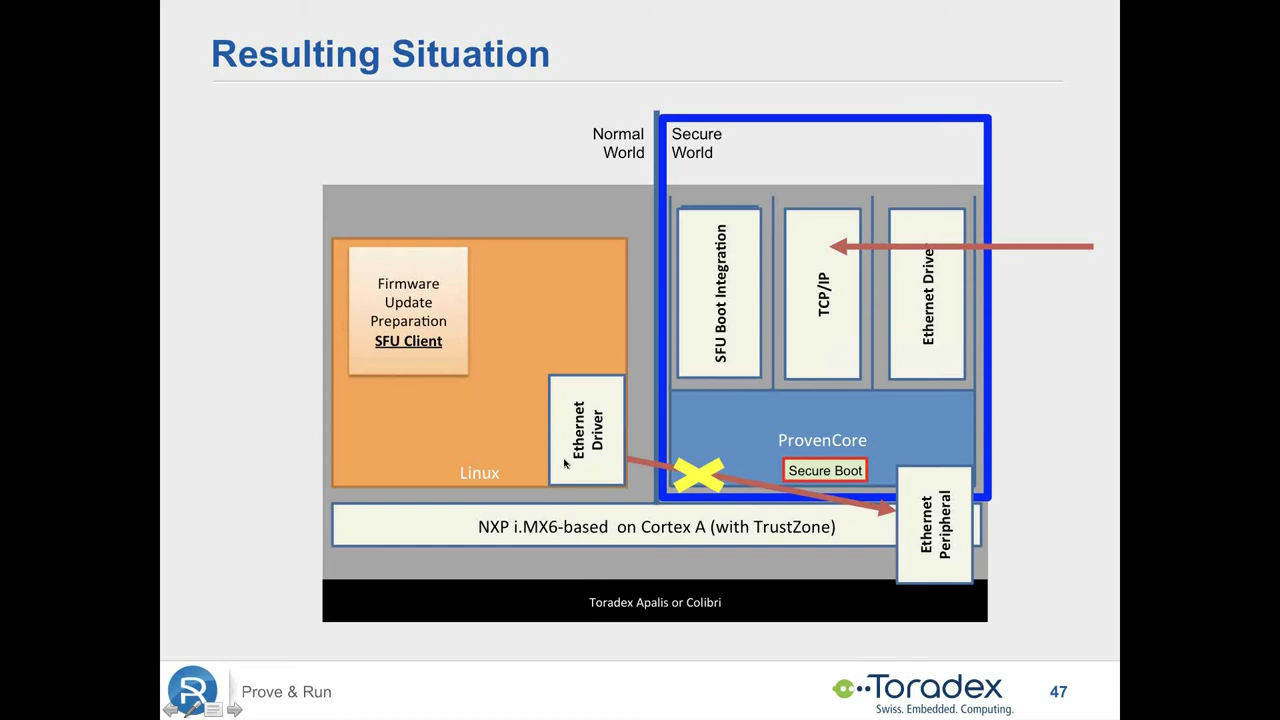 Resulting Situation
Normal
World
Secure
World
Firmware
Update
Preparation
SFU Client
Ethernet
Driver
Linux
SFU Boot Integration
TCP/IP
Ethernet Driver
ProvenCore
Secure Boot
Ethernet
Peripheral
NXP i.MX6-based on Cortex A (with TrustZone)
Toradex Apalis or Colibri
Prove & Run
Toradex
Swiss. Embedded. Computing.
47